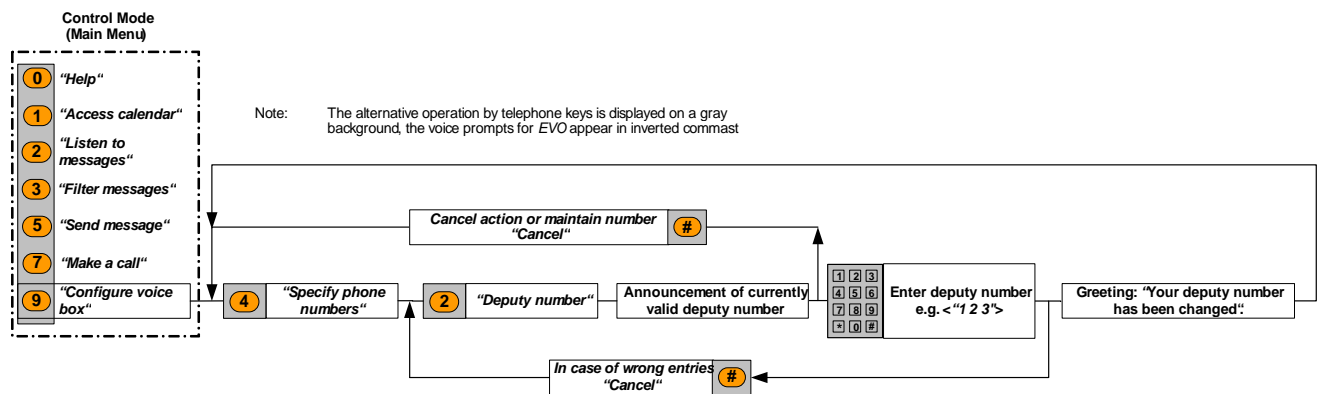 Control Mode
(Main Menu)
0 “Help“
1 “Access calendar“
2 “Listen to
messages“
3 “Filter messages“
5 “Send message“
7 “Make a call“
9 “Configure voice
box“
Note: The alternative operation by telephone keys is displayed on a gray
background, the voice prompts for EVO appear in inverted commast
Cancel action or maintain number
“Cancel“ #
4 “Specify phone
numbers“
2 “Deputy number“
Announcement of currently
valid deputy number
1 2 3
4 5 6
7 8 9
* 0 #
Enter deputy number
e.g. <“1 2 3”>
Greeting: “Your deputy number
has been changed“.
In case of wrong entries
“Cancel“ #